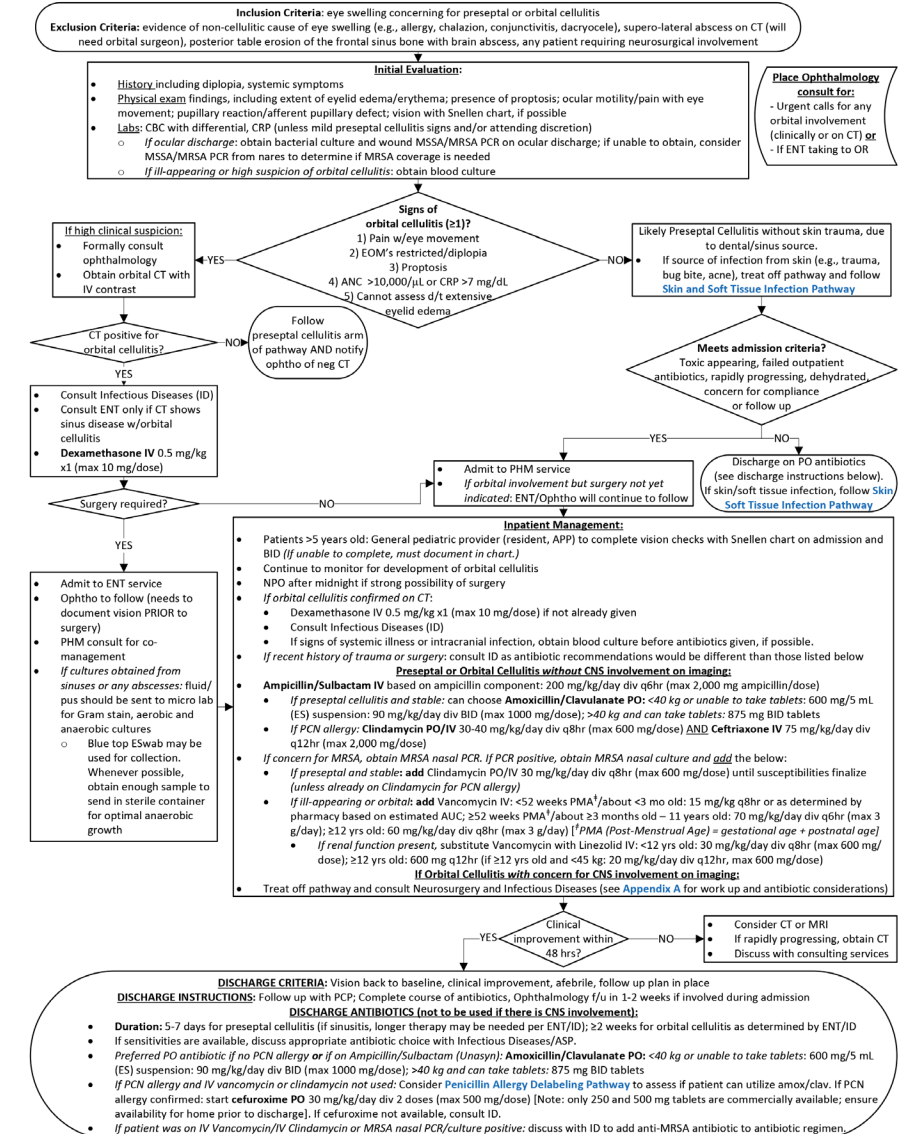 Inclusion Criteria: eye swelling concerning for preseptal or orbital cellulitis
Exclusion Criteria: evidence of non-cellulitic cause of eye swelling (e.g., allergy, chalazion, conjunctivitis, dacryocele), supero-lateral abscess on CT (will
need orbital surgeon), posterior table erosion of the frontal sinus bone with brain abscess, any patient requiring neurosurgical involvement
Initial Evaluation:
• History including diplopia, systemic symptoms
• Physical exam findings, including extent of eyelid edema/erythema; presence of proptosis; ocular motility/pain with eye
movement; pupillary reaction/afferent pupillary defect; vision with Snellen chart, if possible
• Labs: CBC with differential, CRP (unless mild preseptal cellulitis signs and/or attending discretion)
o If ocular discharge: obtain bacterial culture and wound MSSA/MRSA PCR on ocular discharge; if unable to obtain, consider
MSSA/MRSA PCR from nares to determine if MRSA coverage is needed
o If ill-appearing or high suspicion of orbital cellulitis: obtain blood culture
Place Ophthalmology
consult for:
- Urgent calls for any
orbital involvement
(clinically or on CT) or
- If ENT taking to OR
Signs of
orbital cellulitis (≥1)?
1) Pain w/eye movement
2) EOM's restricted/diplopia
3) Proptosis
4) ANC >10,000/µL or CRP >7 mg/dL
5) Cannot assess d/t extensive
eyelid edema
YES
NO
If high clinical suspicion:
• Formally consult
ophthalmology
• Obtain orbital CT with
IV contrast
Likely Preseptal Cellulitis without skin trauma, due
to dental/sinus source.
• If source of infection from skin (e.g., trauma,
bug bite, acne), treat off pathway and follow
Skin and Soft Tissue Infection Pathway
CT positive for
orbital cellulitis?
NO
Follow
preseptal cellulitis arm
of pathway AND notify
ophtho of neg CT
YES
Meets admission criteria?
Toxic appearing, failed outpatient
antibiotics, rapidly progressing, dehydrated,
concern for compliance
or follow up
• Consult Infectious Diseases (ID)
• Consult ENT only if CT shows
sinus disease w/orbital
cellulitis
• Dexamethasone IV 0.5 mg/kg
x1 (max 10 mg/dose)
YES
NO
• Admit to PHM service
• If orbital involvement but surgery not yet
indicated: ENT/Ophtho will continue to follow
Discharge on PO antibiotics
(see discharge instructions below).
If skin/soft tissue infection, follow Skin
Soft Tissue Infection Pathway
Surgery required?
NO
YES
• Admit to ENT service
• Ophtho to follow (needs to
document vision PRIOR to
surgery)
• PHM consult for co-
management
• If cultures obtained from
sinuses or any abscesses: fluid/
pus should be sent to micro lab
for Gram stain, aerobic and
anaerobic cultures
o Blue top ESwab may be
used for collection.
Whenever possible,
obtain enough sample to
send in sterile container
for optimal anaerobic
growth
Inpatient Management:
• Patients >5 years old: General pediatric provider (resident, APP) to complete vision checks with Snellen chart on admission and
BID (If unable to complete, must document in chart.)
• Continue to monitor for development of orbital cellulitis
• NPO after midnight if strong possibility of surgery
• If orbital cellulitis confirmed on CT:
• Dexamethasone IV 0.5 mg/kg x1 (max 10 mg/dose) if not already given
• Consult Infectious Diseases (ID)
• If signs of systemic illness or intracranial infection, obtain blood culture before antibiotics given, if possible.
• If recent history of trauma or surgery: consult ID as antibiotic recommendations would be different than those listed below
Preseptal or Orbital Cellulitis without CNS involvement on imaging:
• Ampicillin/Sulbactam IV based on ampicillin component: 200 mg/kg/day div q6hr (max 2,000 mg ampicillin/dose)
• If preseptal cellulitis and stable: can choose Amoxicillin/Clavulanate PO: <40 kg or unable to take tablets: 600 mg/5 mL
(ES) suspension: 90 mg/kg/day div BID (max 1000 mg/dose); >40 kg and can take tablets: 875 mg BID tablets
• If PCN allergy: Clindamycin PO/IV 30-40 mg/kg/day div q8hr (max 600 mg/dose) AND Ceftriaxone IV 75 mg/kg/day div
q12hr (max 2,000 mg/dose)
• If concern for MRSA, obtain MRSA nasal PCR. If PCR positive, obtain MRSA nasal culture and add the below:
• If preseptal and stable: add Clindamycin PO/IV 30 mg/kg/day div q8hr (max 600 mg/dose) until susceptibilities finalize
(unless already on Clindamycin for PCN allergy)
• If ill-appearing or orbital: add Vancomycin IV: <52 weeks PMA‡/about <3 mo old: 15 mg/kg q8hr or as determined by
pharmacy based on estimated AUC; ≥52 weeks PMA‡/about ≥3 months old – 11 years old: 70 mg/kg/day div q6hr (max 3
g/day); ≥12 yrs old: 60 mg/kg/day div q8hr (max 3 g/day) [‡PMA (Post-Menstrual Age) = gestational age + postnatal age]
• If renal function present, substitute Vancomycin with Linezolid IV: <12 yrs old: 30 mg/kg/day div q8hr (max 600 mg/
dose); ≥12 yrs old: 600 mg q12hr (if ≥12 yrs old and <45 kg: 20 mg/kg/day div q12hr, max 600 mg/dose)
If Orbital Cellulitis with concern for CNS involvement on imaging:
• Treat off pathway and consult Neurosurgery and Infectious Diseases (see Appendix A for work up and antibiotic considerations)
Clinical
improvement within
48 hrs?
YES
NO
• Consider CT or MRI
• If rapidly progressing, obtain CT
• Discuss with consulting services
DISCHARGE CRITERIA: Vision back to baseline, clinical improvement, afebrile, follow up plan in place
DISCHARGE INSTRUCTIONS: Follow up with PCP; Complete course of antibiotics, Ophthalmology f/u in 1-2 weeks if involved during admission
DISCHARGE ANTIBIOTICS (not to be used if there is CNS involvement):
• Duration: 5-7 days for preseptal cellulitis (if sinusitis, longer therapy may be needed per ENT/ID); ≥2 weeks for orbital cellulitis as determined by ENT/ID
• If sensitivities are available, discuss appropriate antibiotic choice with Infectious Diseases/ASP.
• Preferred PO antibiotic if no PCN allergy or if on Ampicillin/Sulbactam (Unasyn): Amoxicillin/Clavulanate PO: <40 kg or unable to take tablets: 600 mg/5 mL
(ES) suspension: 90 mg/kg/day div BID (max 1000 mg/dose); >40 kg and can take tablets: 875 mg BID tablets
• If PCN allergy and IV vancomycin or clindamycin not used: Consider Penicillin Allergy Delabeling Pathway to assess if patient can utilize amox/clav. If PCN
allergy confirmed: start cefuroxime PO 30 mg/kg/day div 2 doses (max 500 mg/dose) [Note: only 250 and 500 mg tablets are commercially available; ensure
availability for home prior to discharge]. If cefuroxime not available, consult ID.
• If patient was on IV Vancomycin/IV Clindamycin or MRSA nasal PCR/culture positive: discuss with ID to add anti-MRSA antibiotic to antibiotic regimen.